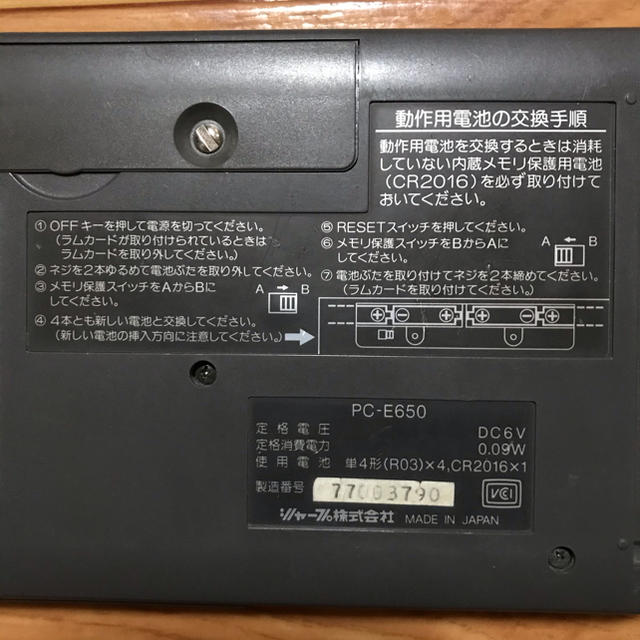 動作用電池の交換手順
動作用電池を交換するときは消耗
していない内蔵メモリ保護用電池
(CR2016)を必ず取り付けて
おいてください。
① OFFキーを押して電源を切ってください。
(ラムカードが取り付けられているときは
ラムカードを取り外してください。)
② ネジを2本ゆるめて電池ぶたを取り外してください。
③ メモリ保護スイッチをAからBに
してください。
A → B
④ 4本とも新しい電池と交換してください。
(新しい電池の挿入方向に注意してください。)
⑤ RESETスイッチを押してください。
⑥ メモリ保護スイッチをBからAに
してください。
A ← B
⑦ 電池ぶたを取り付けてネジを2本締めてください。
(ラムカードを取り付けてください。)
+ − − + + − − +
PC-E650
定格電圧 DC6V
定格消費電力 0.09W
使用電池 単4形(R03)×4,CR2016×1
製造番号 77003790
VCI
シャープ株式会社 MADE IN JAPAN